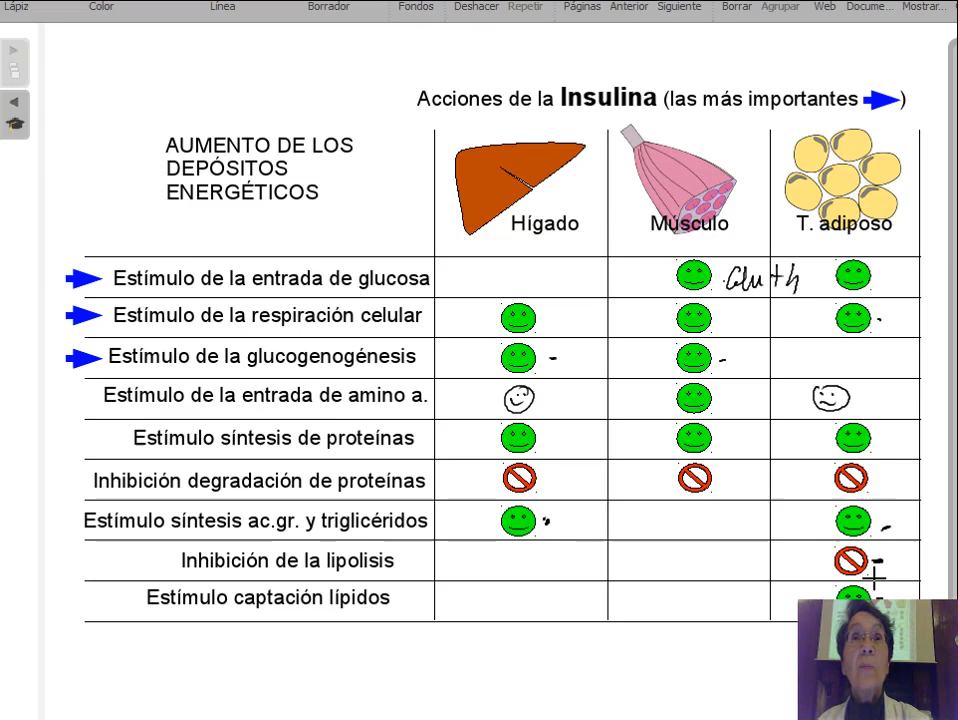 Lápiz Color Línea Borrador Fondos Deshacer Repetir Páginas Anterior Siguiente Borrar Agrupar Web Docume... Mostrar...
Acciones de la Insulina (las más importantes )
AUMENTO DE LOS
DEPÓSITOS
ENERGÉTICOS
Hígado Músculo T. adiposo
Estímulo de la entrada de glucosa
Estímulo de la respiración celular
Estímulo de la glucogenogénesis
Estímulo de la entrada de amino a.
Estímulo síntesis de proteínas
Inhibición degradación de proteínas
Estímulo síntesis ac.gr. y triglicéridos
Inhibición de la lipolisis
Estímulo captación lípidos